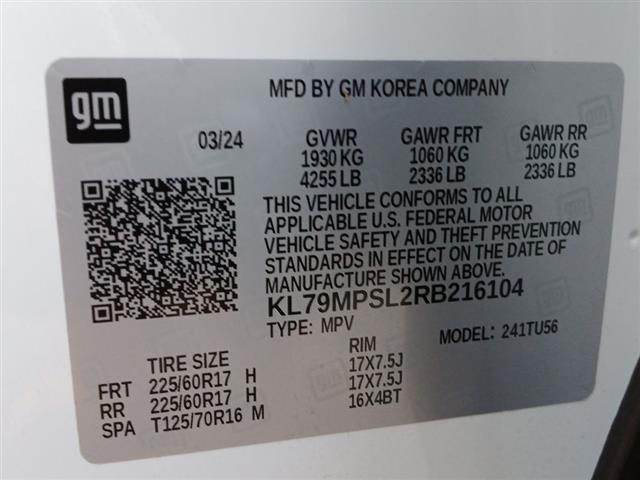 gm
MFD BY GM KOREA COMPANY
03/24 GVWR GAWR FRT GAWR RR
1930 KG 1060 KG 1060 KG
4255 LB 2336 LB 2336 LB
THIS VEHICLE CONFORMS TO ALL
APPLICABLE U.S. FEDERAL MOTOR
VEHICLE SAFETY AND THEFT PREVENTION
STANDARDS IN EFFECT ON THE DATE OF
MANUFACTURE SHOWN ABOVE.
KL79MPSL2RB216104
TYPE: MPV MODEL: 241TU56
TIRE SIZE RIM
FRT 225/60R17 H 17X7.5J
RR 225/60R17 H 17X7.5J
SPA T125/70R16 M 16X4BT